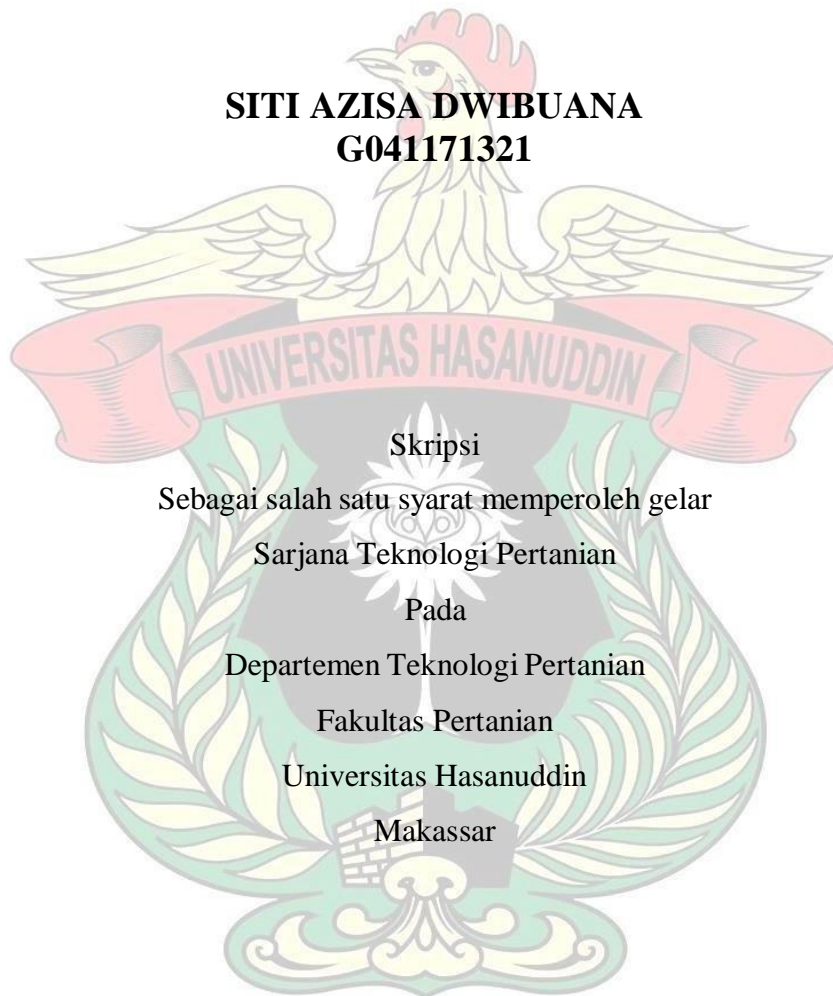 SITI AZISA DWIBUANA
G041171321
UNIVERSITAS HASANUDDIN
Skripsi
Sebagai salah satu syarat memperoleh gelar
Sarjana Teknologi Pertanian
Pada
Departemen Teknologi Pertanian
Fakultas Pertanian
Universitas Hasanuddin
Makassar